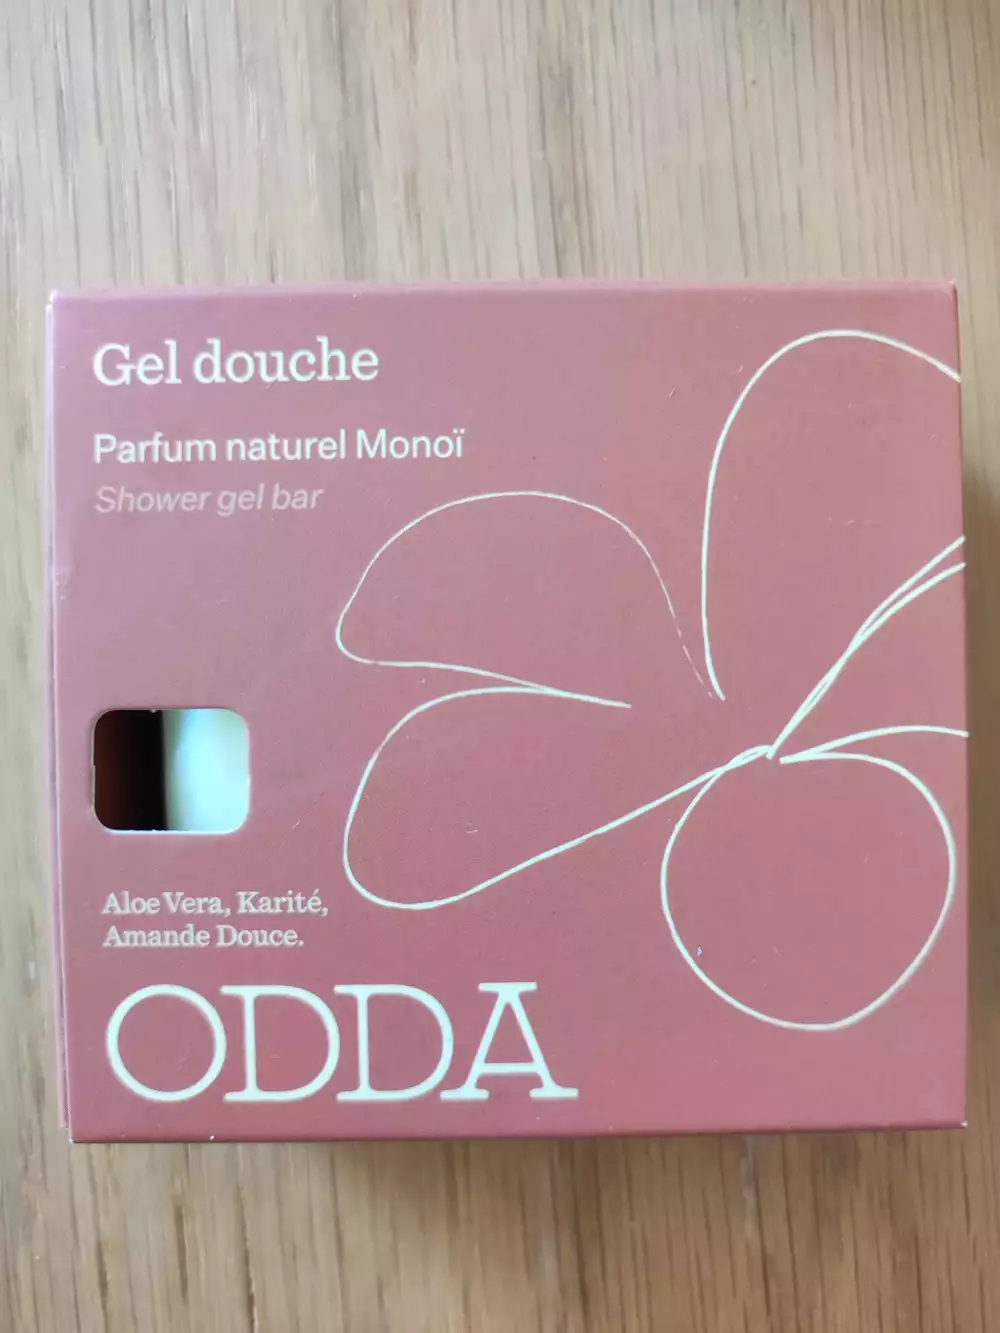 Gel douche
Parfum naturel Monoï
Shower gel bar
Aloe Vera, Karité,
Amande Douce.
ODDA